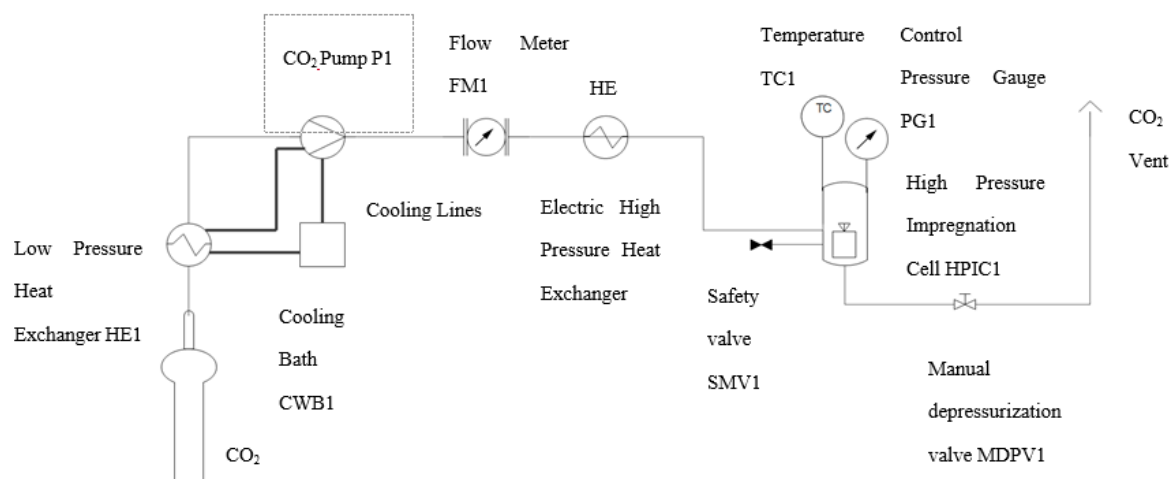 CO₂ Pump P1
Flow Meter
FM1
HE
Temperature Control
TC1
Pressure Gauge
PG1
TC
CO₂
Vent
Cooling Lines
Electric High
Pressure Heat
Exchanger
High Pressure
Impregnation
Cell HPIC1
Low Pressure
Heat
Exchanger HE1
Cooling
Bath
CWB1
Safety
valve
SMV1
Manual
depressurization
valve MDPV1
CO₂